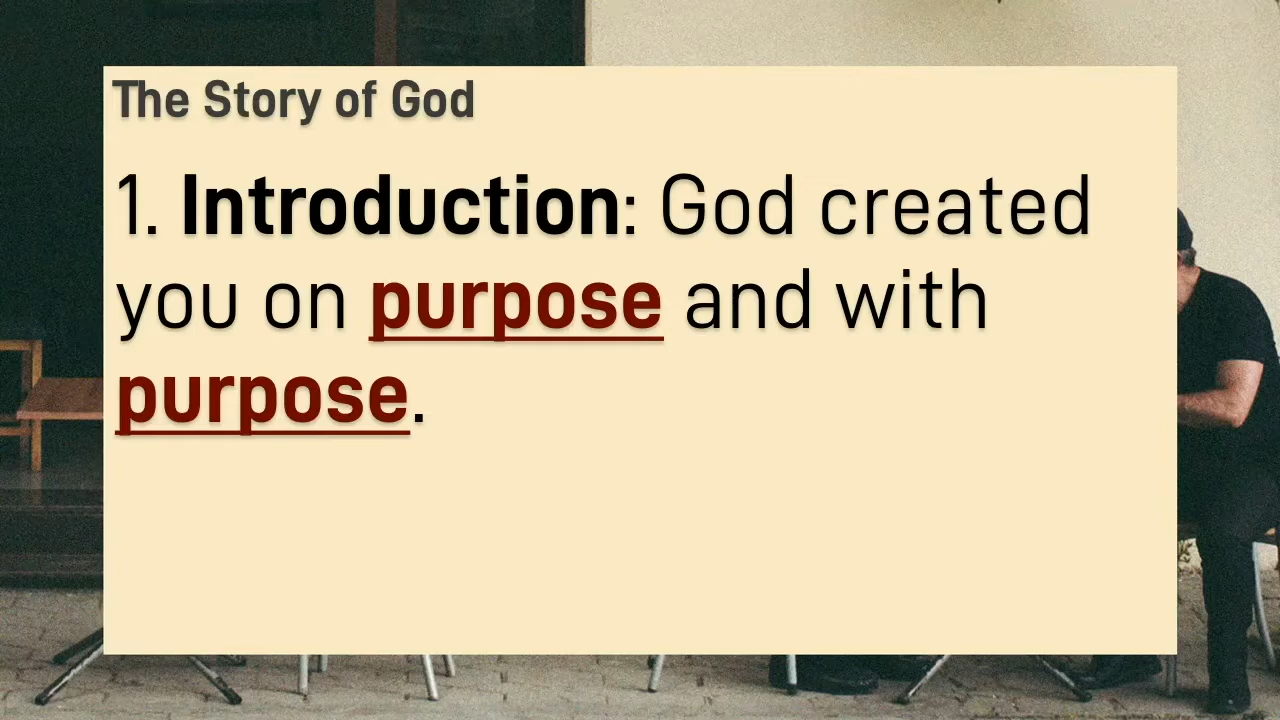 The Story of God
1. Introduction: God created
you on purpose and with
purpose.